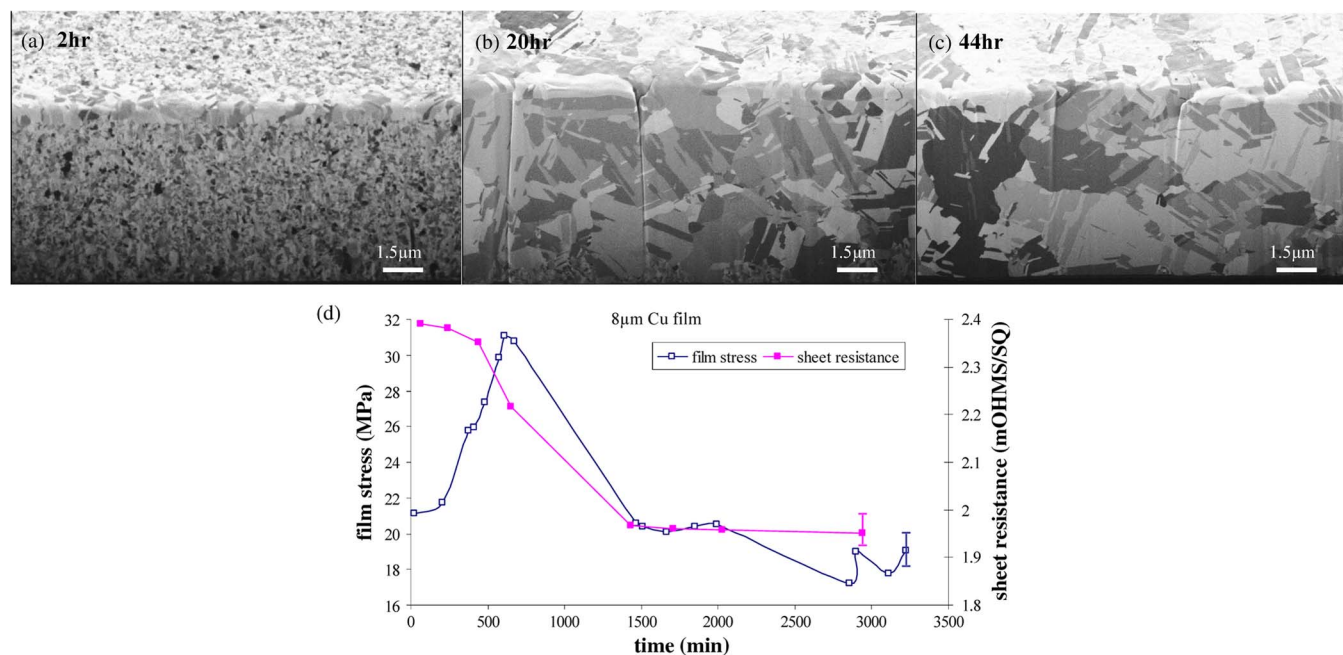 (a) 2hr
(b) 20hr
(c) 44hr
1.5μm
1.5μm
1.5μm
(d)
8μm Cu film
film stress
sheet resistance
32
30
28
26
24
22
20
18
16
film stress (MPa)
2.4
2.3
2.2
2.1
2
1.9
1.8
sheet resistance (mOHMS/SQ)
0
500
1000
1500
2000
2500
3000
3500
time (min)